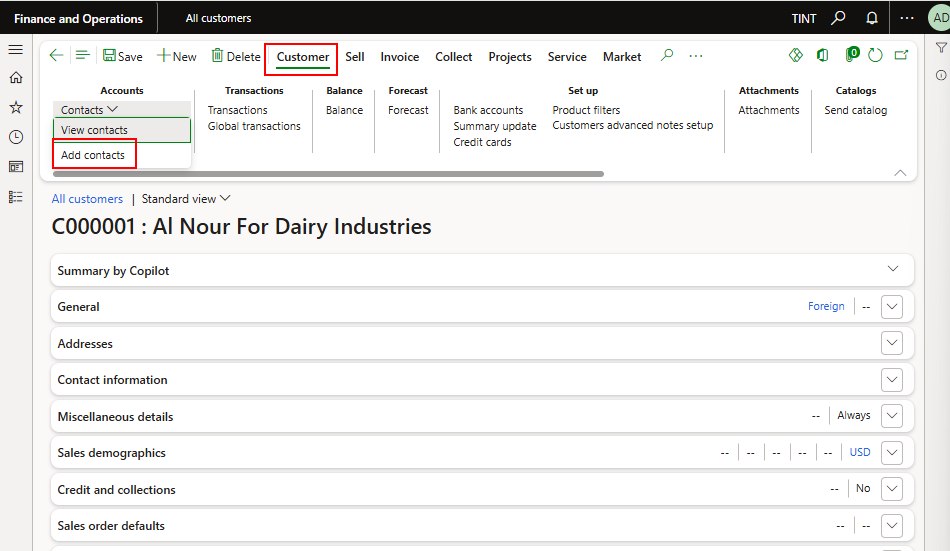 Finance and Operations
All customers
TINT
AD
Save
New
Delete
Customer
Sell
Invoice
Collect
Projects
Service
Market
0
Accounts
Contacts
View contacts
Add contacts
Transactions
Transactions
Global transactions
Balance
Balance
Forecast
Forecast
Set up
Bank accounts
Summary update
Credit cards
Product filters
Customers advanced notes setup
Attachments
Attachments
Catalogs
Send catalog
All customers | Standard view
C000001 : Al Nour For Dairy Industries
Summary by Copilot
General Foreign | --
Addresses
Contact information
Miscellaneous details -- | Always
Sales demographics -- | -- | -- | -- | -- | USD
Credit and collections -- | No
Sales order defaults -- | --